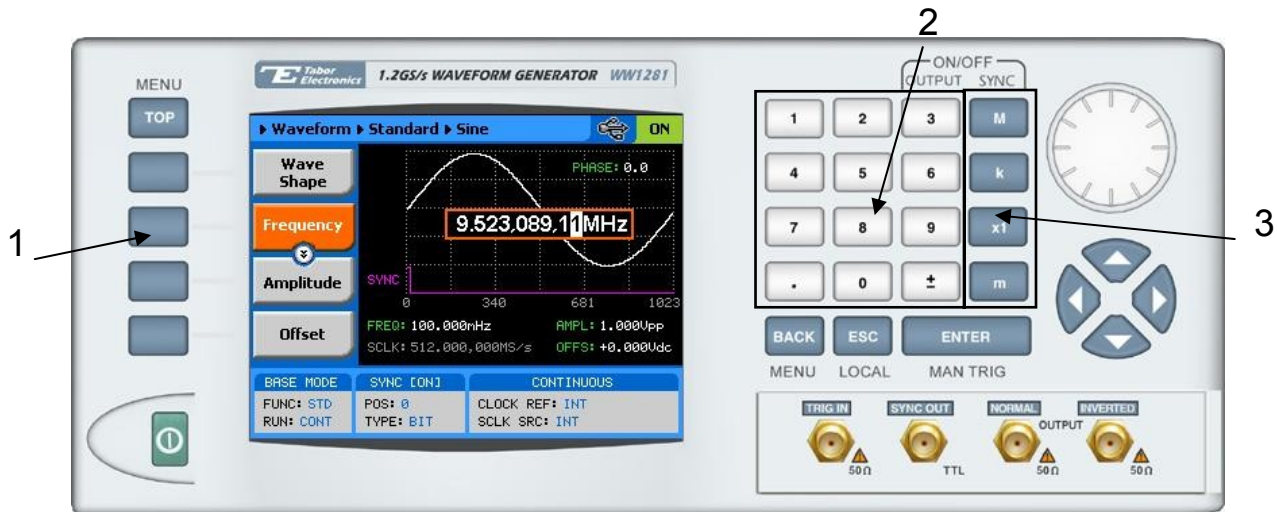 2
1
3
MENU
TOP
Tabor Electronics
1.2GS/s WAVEFORM GENERATOR WW1281
Waveform Standard Sine ON
Wave Shape
Frequency
Amplitude
Offset
PHASE: 0.0
9.523,089,11MHz
SYNC
0 340 681 1023
FREQ: 100.000mHz AMPL: 1.000Vpp
SCLK: 512.000,000MS/s OFFS: +0.000Vdc
BASE MODE SYNC [ON] CONTINUOUS
FUNC: STD POS: 0 CLOCK REF: INT
RUN: CONT TYPE: BIT SCLK SRC: INT
ON/OFF
OUTPUT SYNC
1 2 3 M
4 5 6 k
7 8 9 x1
. 0 ± m
BACK ESC ENTER
MENU LOCAL MAN TRIG
TRIG IN SYNC OUT NORMAL INVERTED
OUTPUT
50Ω TTL 50Ω 50Ω